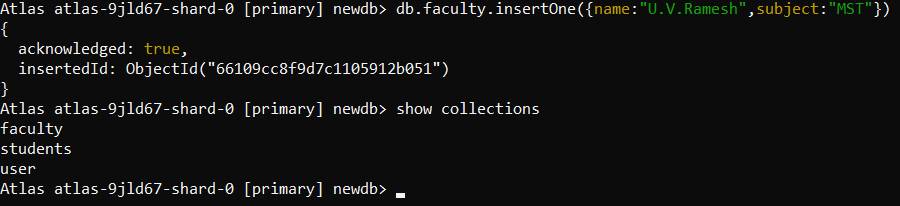 Atlas atlas-9jld67-shard-0 [primary] newdb> db.faculty.insertOne({name:"U.V.Ramesh",subject:"MST"})
{
  acknowledged: true,
  insertedId: ObjectId("66109cc8f9d7c1105912b051")
}
Atlas atlas-9jld67-shard-0 [primary] newdb> show collections
faculty
students
user
Atlas atlas-9jld67-shard-0 [primary] newdb>